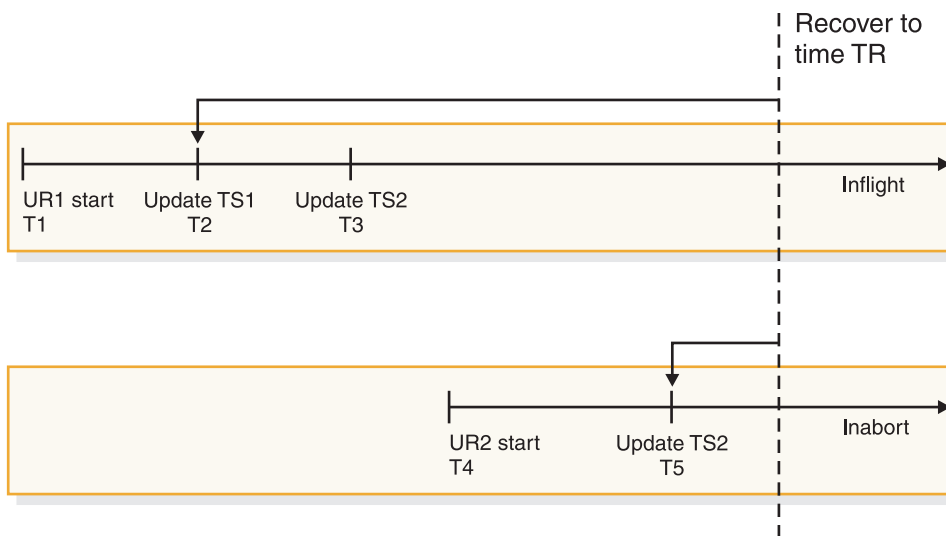 Recover to
time TR
Inflight
UR1 start
T1
Update TS1
T2
Update TS2
T3
Inabort
UR2 start
T4
Update TS2
T5